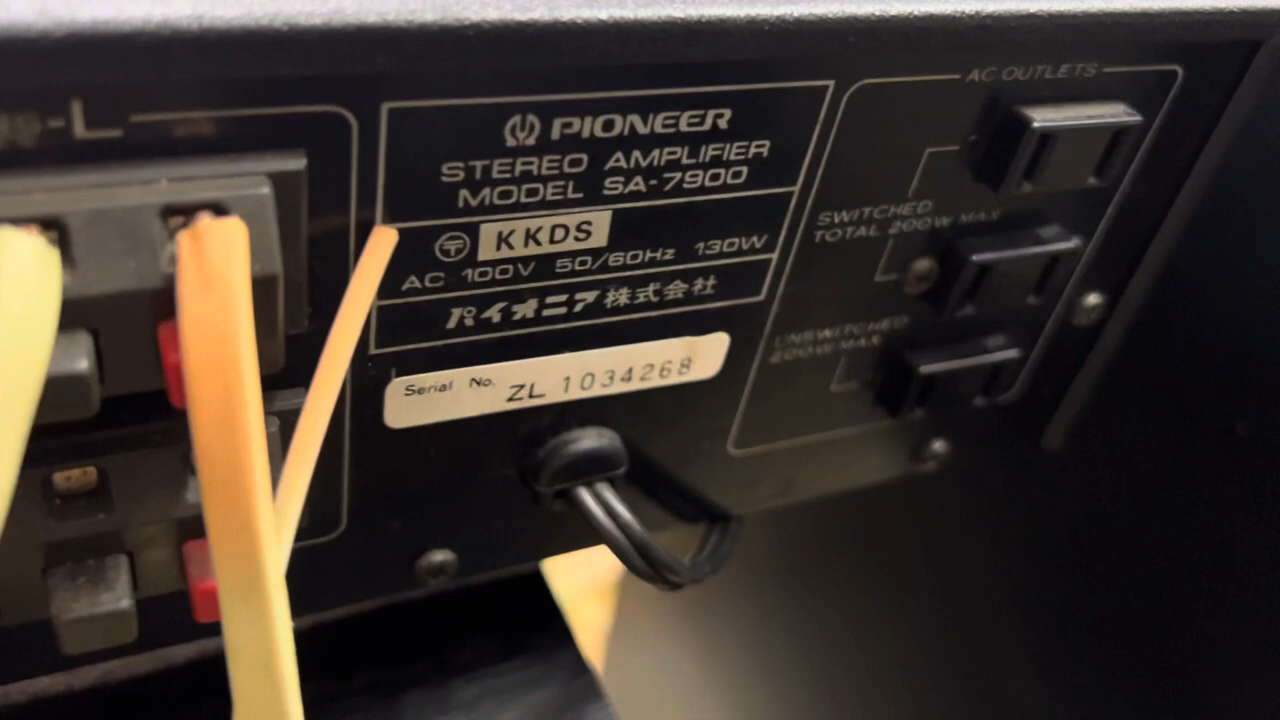 -L
PIONEER
STEREO AMPLIFIER
MODEL SA-7900
〒 KKDS
AC 100V 50/60Hz 130W
パイオニア株式会社
Serial No. ZL 1034268
AC OUTLETS
SWITCHED
TOTAL 200W MAX
UNSWITCHED
200W MAX